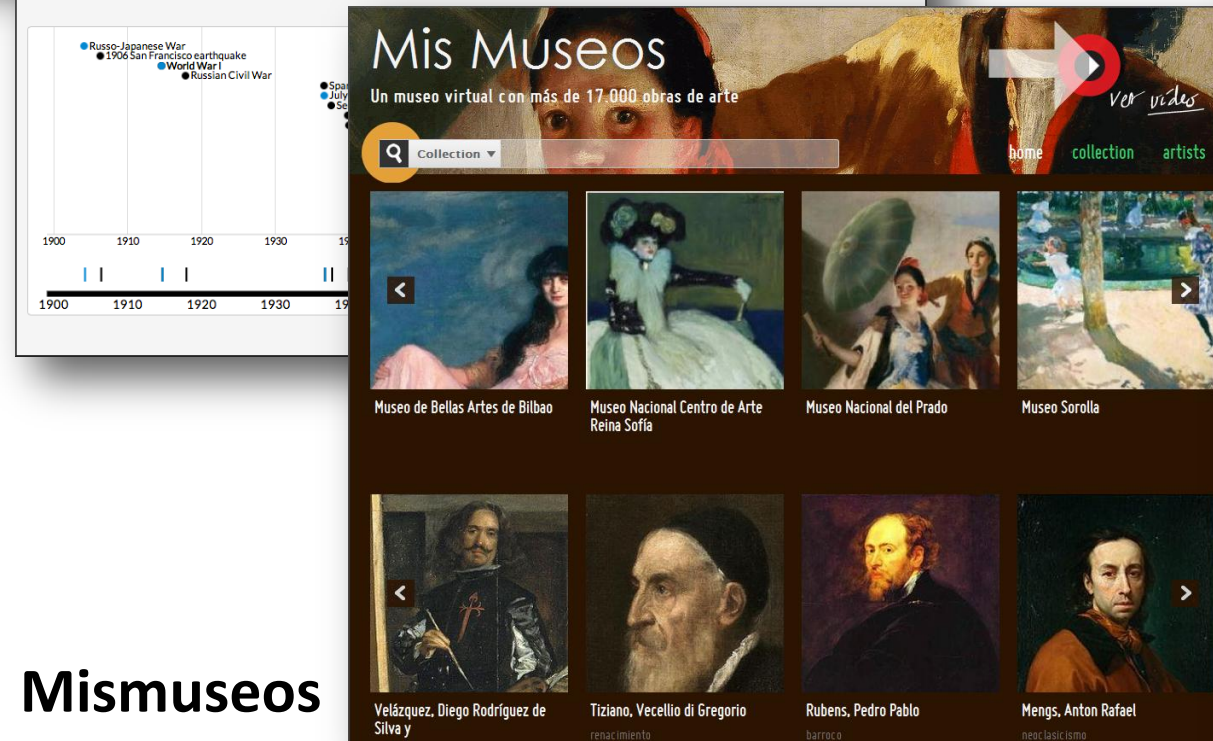 Russo-Japanese War
1906 San Francisco earthquake
World War I
Russian Civil War
1900 1910 1920 1930
1900 1910 1920 1930
Mis Museos
Un museo virtual con más de 17.000 obras de arte
ver vídeo
Collection
home collection artists
Museo de Bellas Artes de Bilbao
Museo Nacional Centro de Arte
Reina Sofía
Museo Nacional del Prado
Museo Sorolla
Velázquez, Diego Rodríguez de
Silva y
Tiziano, Vecellio di Gregorio
renacimiento
Rubens, Pedro Pablo
barroco
Mengs, Anton Rafael
neoclasicismo
Mismuseos